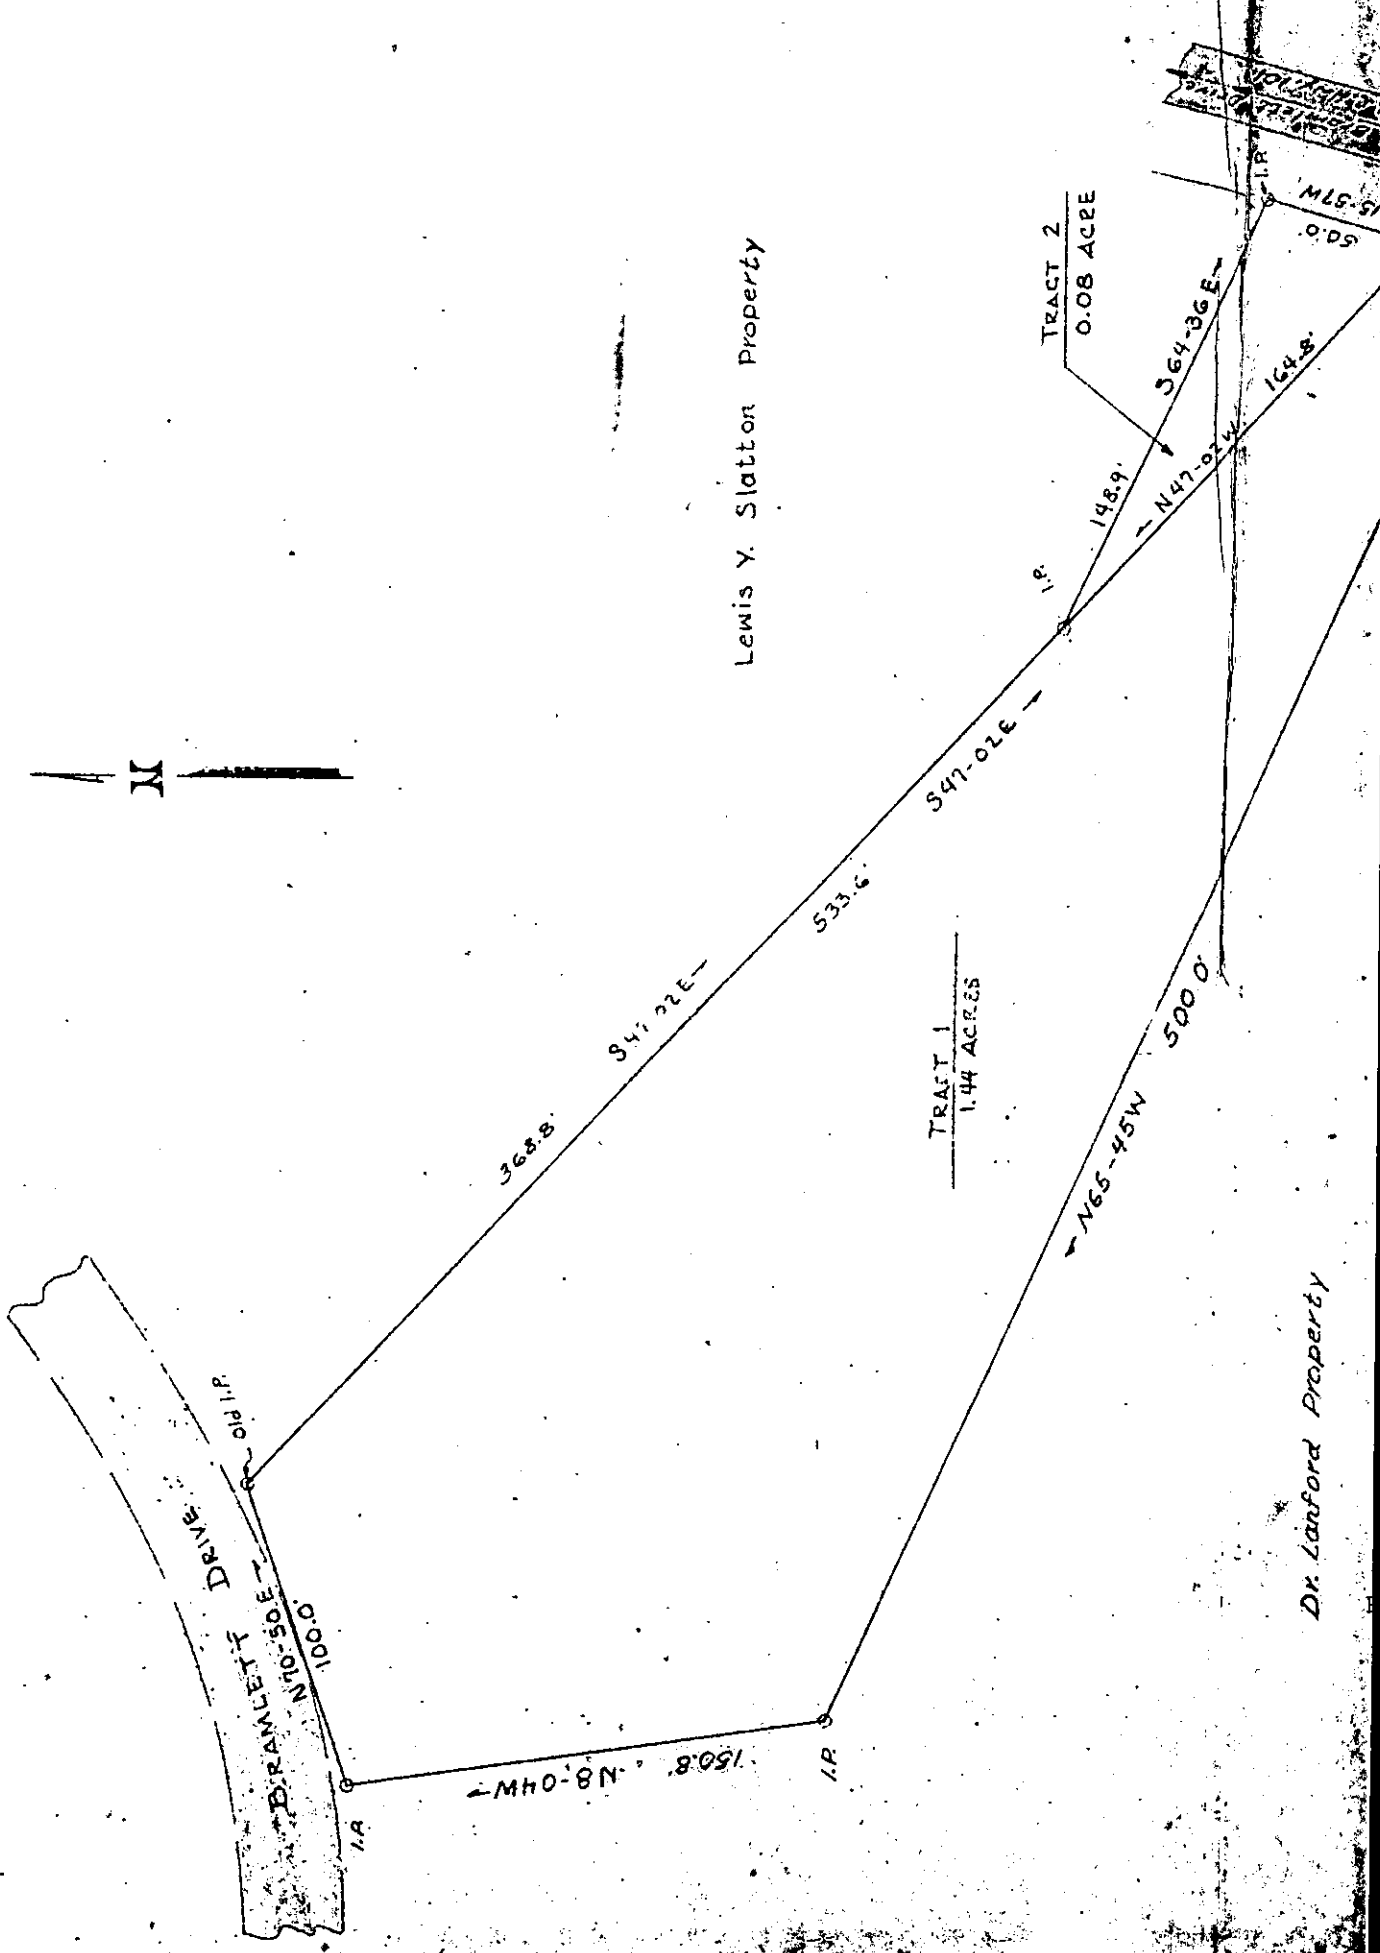 N
Lewis Y. Slatton Property
TRACT 2
0.08 ACRE
I.P.
50.0'
S64-36E
148.9'
N47-02W
164.8'
I.P.
S47-02E
533.6'
S47-02E
368.8'
TRACT 1
1.44 ACRES
500.0'
N65-45W
Old I.P.
BRAMLETT DRIVE
N70-50E
100.0'
I.P.
N8-04W
150.8'
I.P.
Dr. Lanford Property